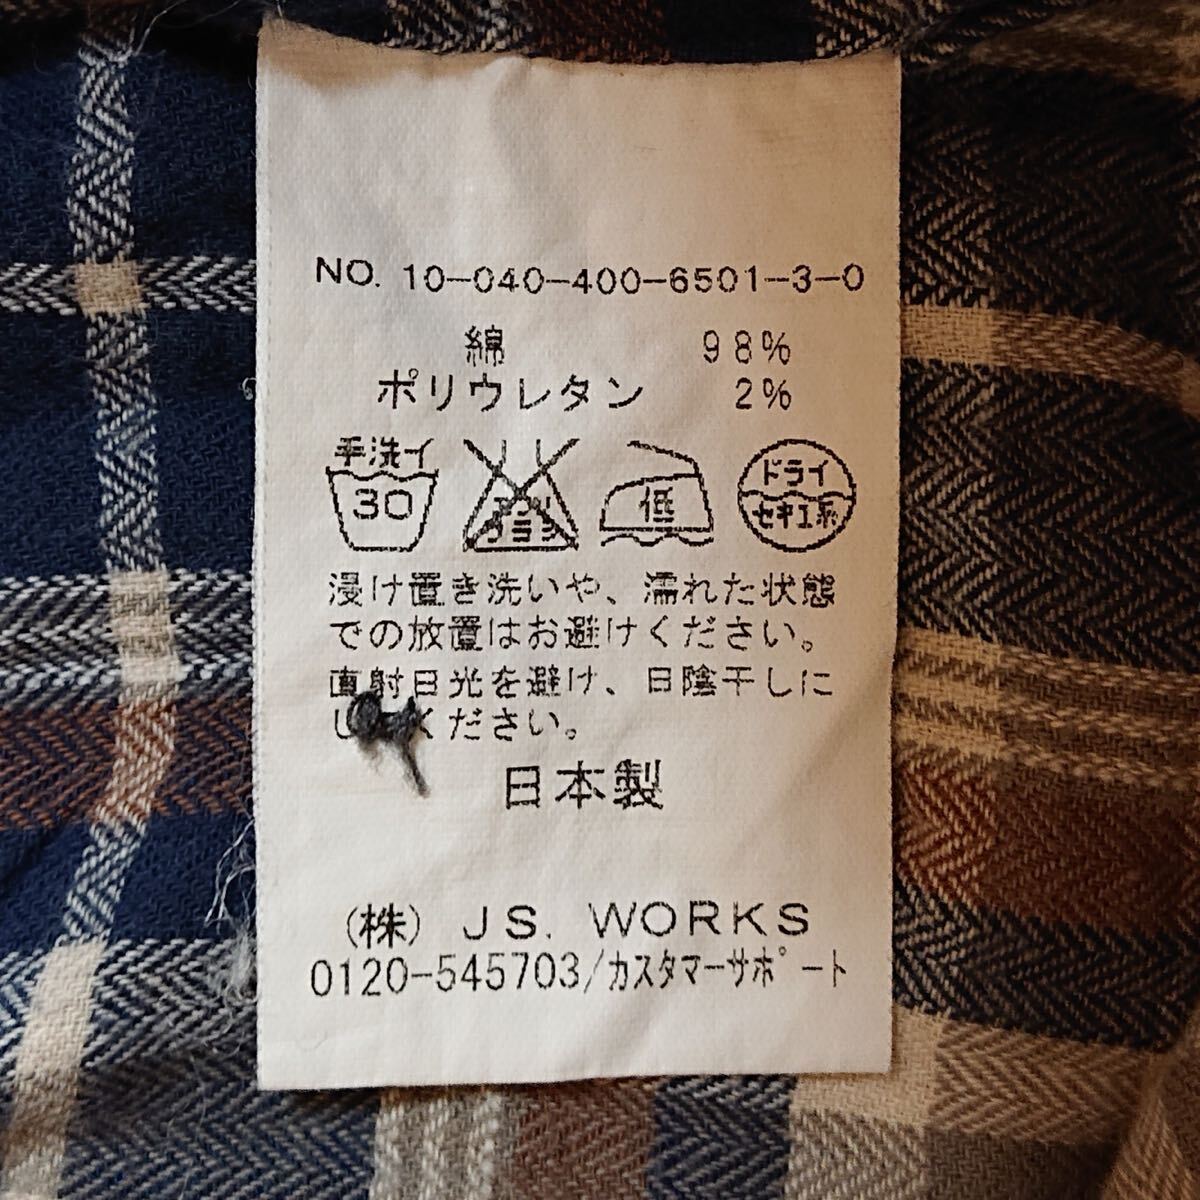 NO. 10-040-400-6501-3-0
綿 98%
ポリウレタン 2%
手洗イ
30
エンソ
サラシ
低
ドライ
セキユ系
浸け置き洗いや、濡れた状態
での放置はお避けください。
直射日光を避け、日陰干しに
し ください。
日本製
(株) JS. WORKS
0120-545703/カスタマーサポート